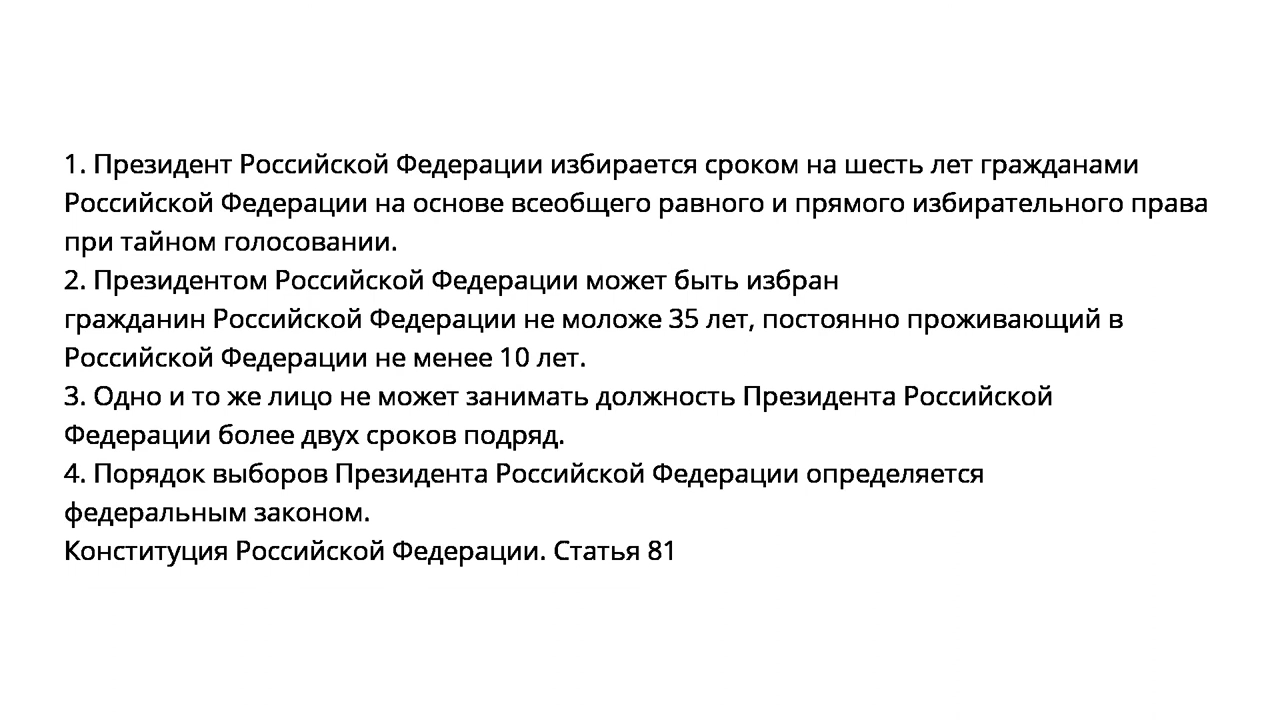 1. Президент Российской Федерации избирается сроком на шесть лет гражданами
Российской Федерации на основе всеобщего равного и прямого избирательного права
при тайном голосовании.
2. Президентом Российской Федерации может быть избран
гражданин Российской Федерации не моложе 35 лет, постоянно проживающий в
Российской Федерации не менее 10 лет.
3. Одно и то же лицо не может занимать должность Президента Российской
Федерации более двух сроков подряд.
4. Порядок выборов Президента Российской Федерации определяется
федеральным законом.
Конституция Российской Федерации. Статья 81